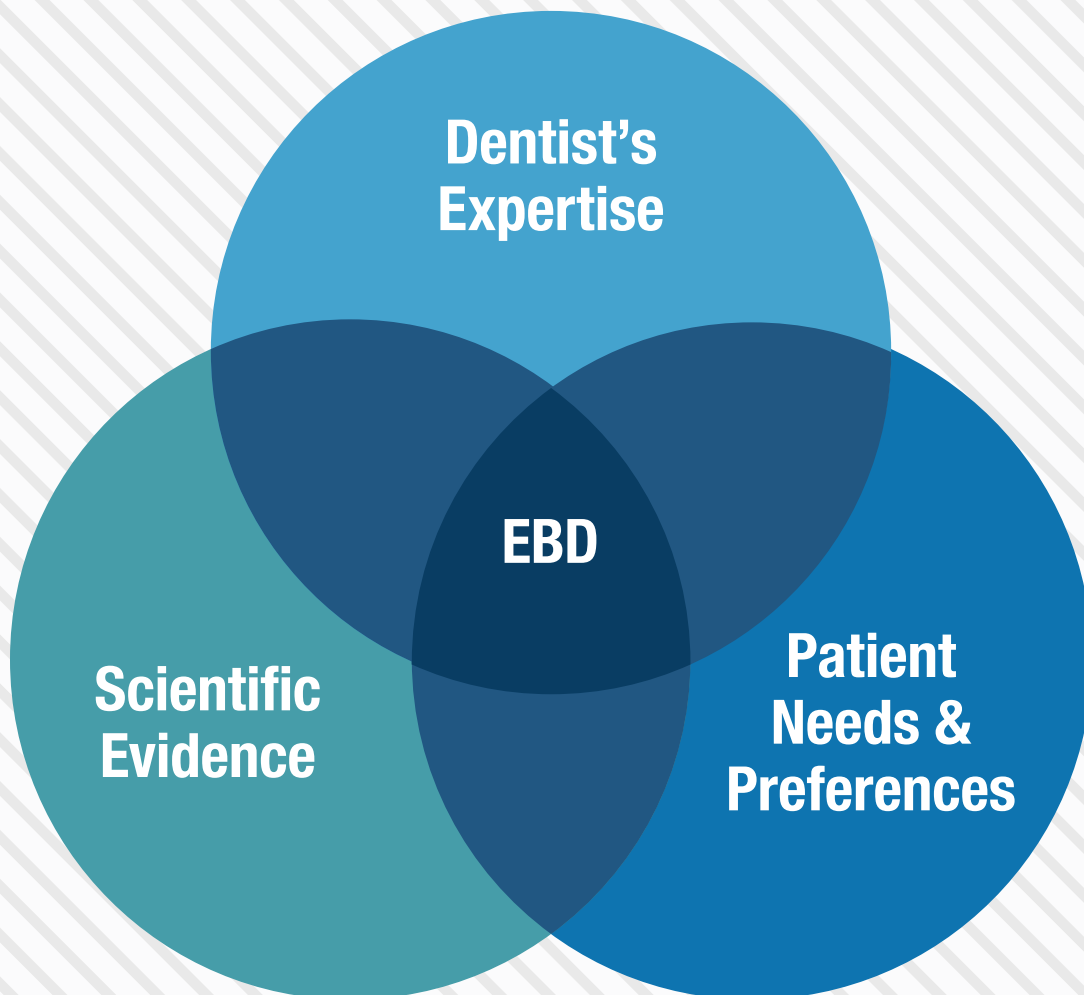 Dentist’s
Expertise
EBD
Scientific
Evidence
Patient
Needs &
Preferences